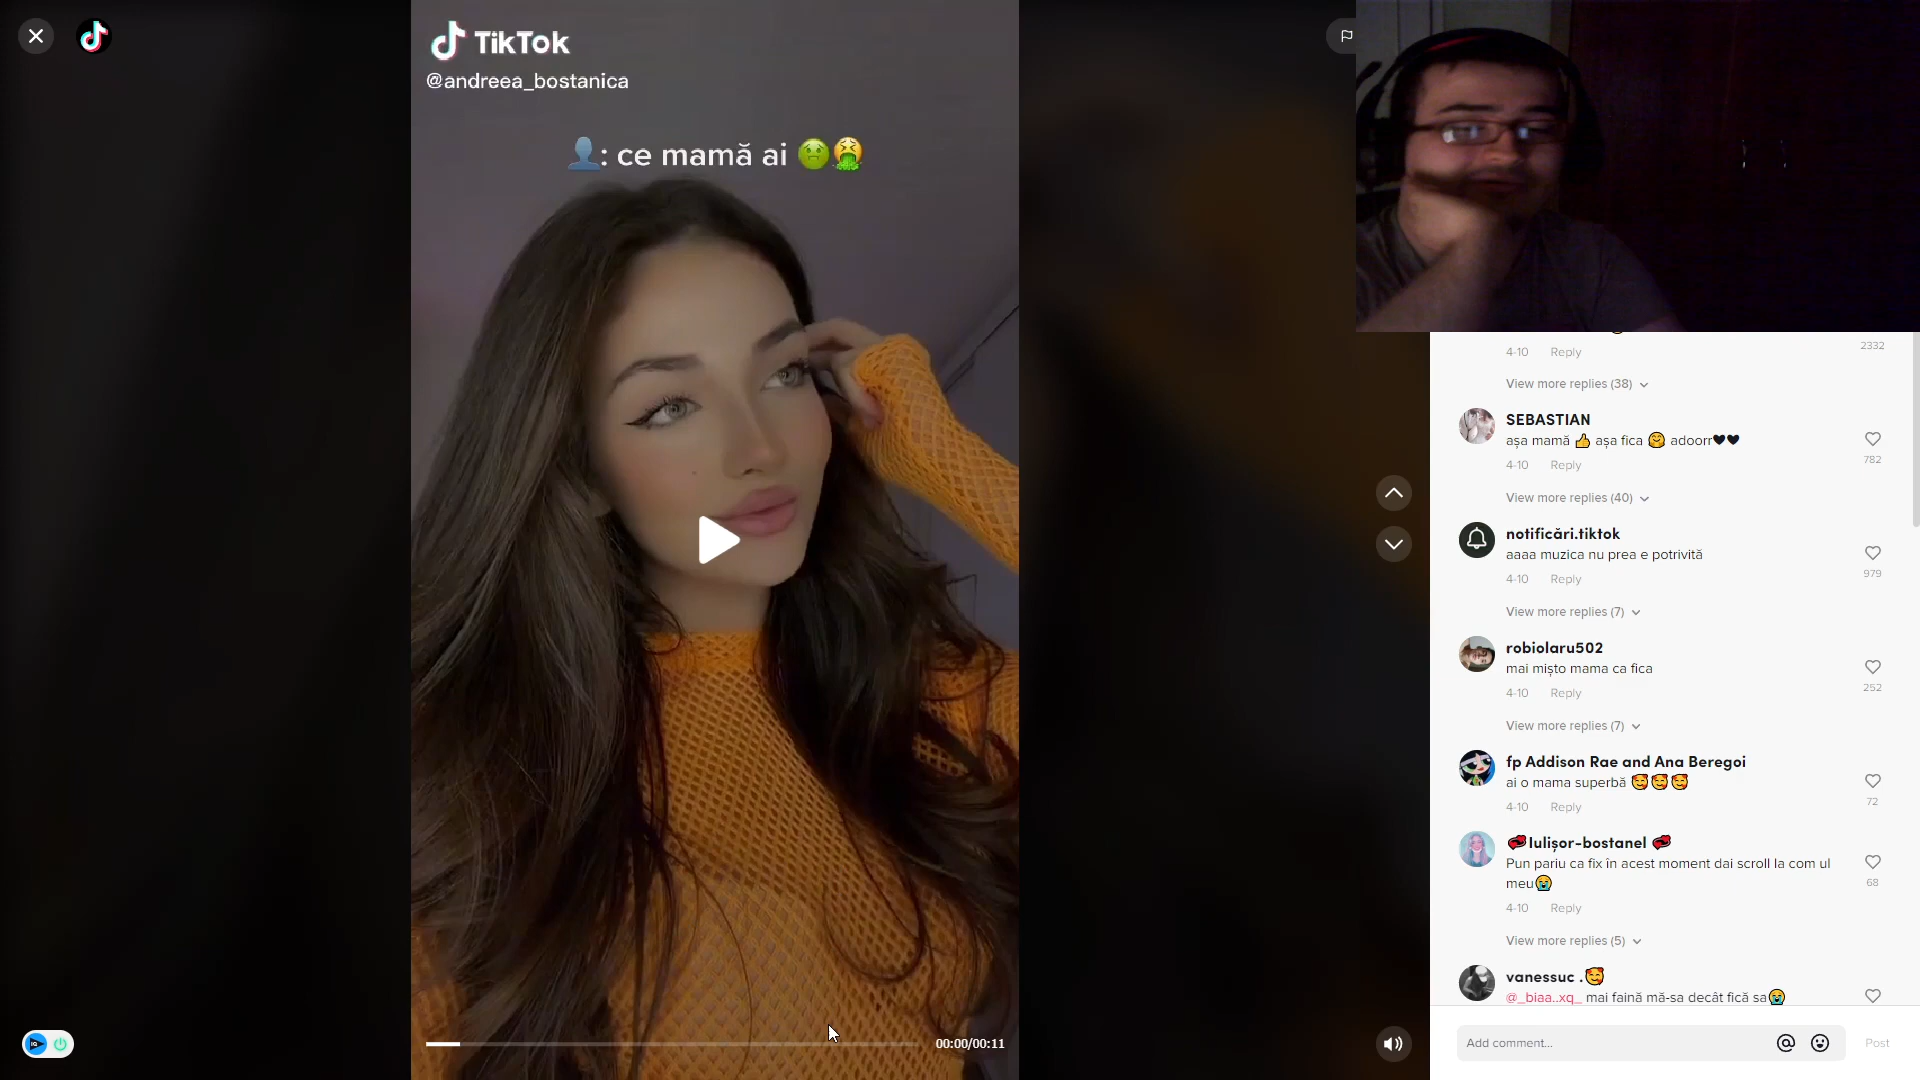 TikTok
@andreea_bostanica
👤: ce mamă ai 🤢🤮
00:00/00:11
2332
4-10 Reply
View more replies (38)
SEBASTIAN
așa mamă 👍 așa fica 🤗 adoorr🖤🖤
782
4-10 Reply
View more replies (40)
notificări.tiktok
aaaa muzica nu prea e potrivită
979
4-10 Reply
View more replies (7)
robiolaru502
mai mișto mama ca fica
252
4-10 Reply
View more replies (7)
fp Addison Rae and Ana Beregoi
ai o mama superbă 🥰🥰🥰
72
4-10 Reply
💞Iulișor-bostanel 💞
Pun pariu ca fix în acest moment dai scroll la com ul
meu😭
68
4-10 Reply
View more replies (5)
vanessuc .🥰
@_biaa..xq_ mai faină mă-sa decât fică sa😭
Add comment...
Post